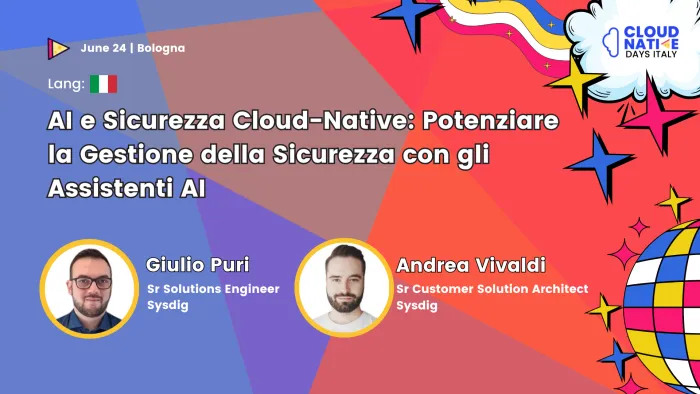 June 24 | Bologna
CLOUD
NATIVE
DAYS ITALY
Lang:
AI e Sicurezza Cloud-Native: Potenziare
la Gestione della Sicurezza con gli
Assistenti AI
Giulio Puri
Sr Solutions Engineer
Sysdig
Andrea Vivaldi
Sr Customer Solution Architect
Sysdig